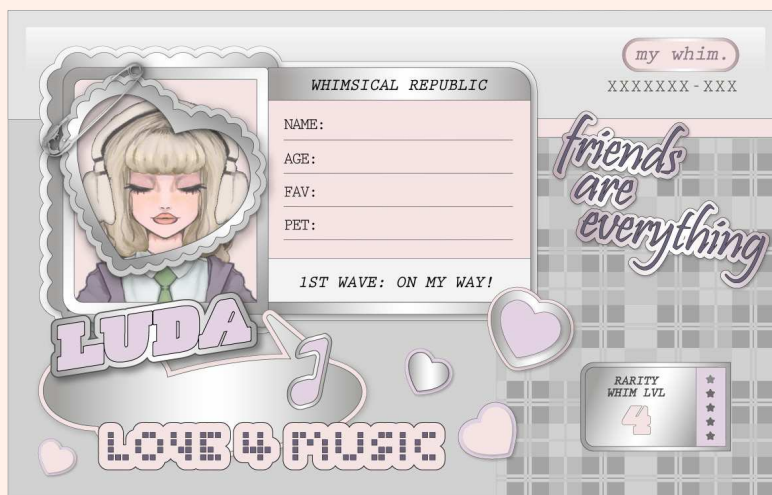 my whim.
XXXXXXX-XXX
WHIMSICAL REPUBLIC
NAME:
AGE:
FAV:
PET:
1ST WAVE: ON MY WAY!
friends
are
everything
LUDA
LOVE 4 MUSIC
RARITY
WHIM LVL
4